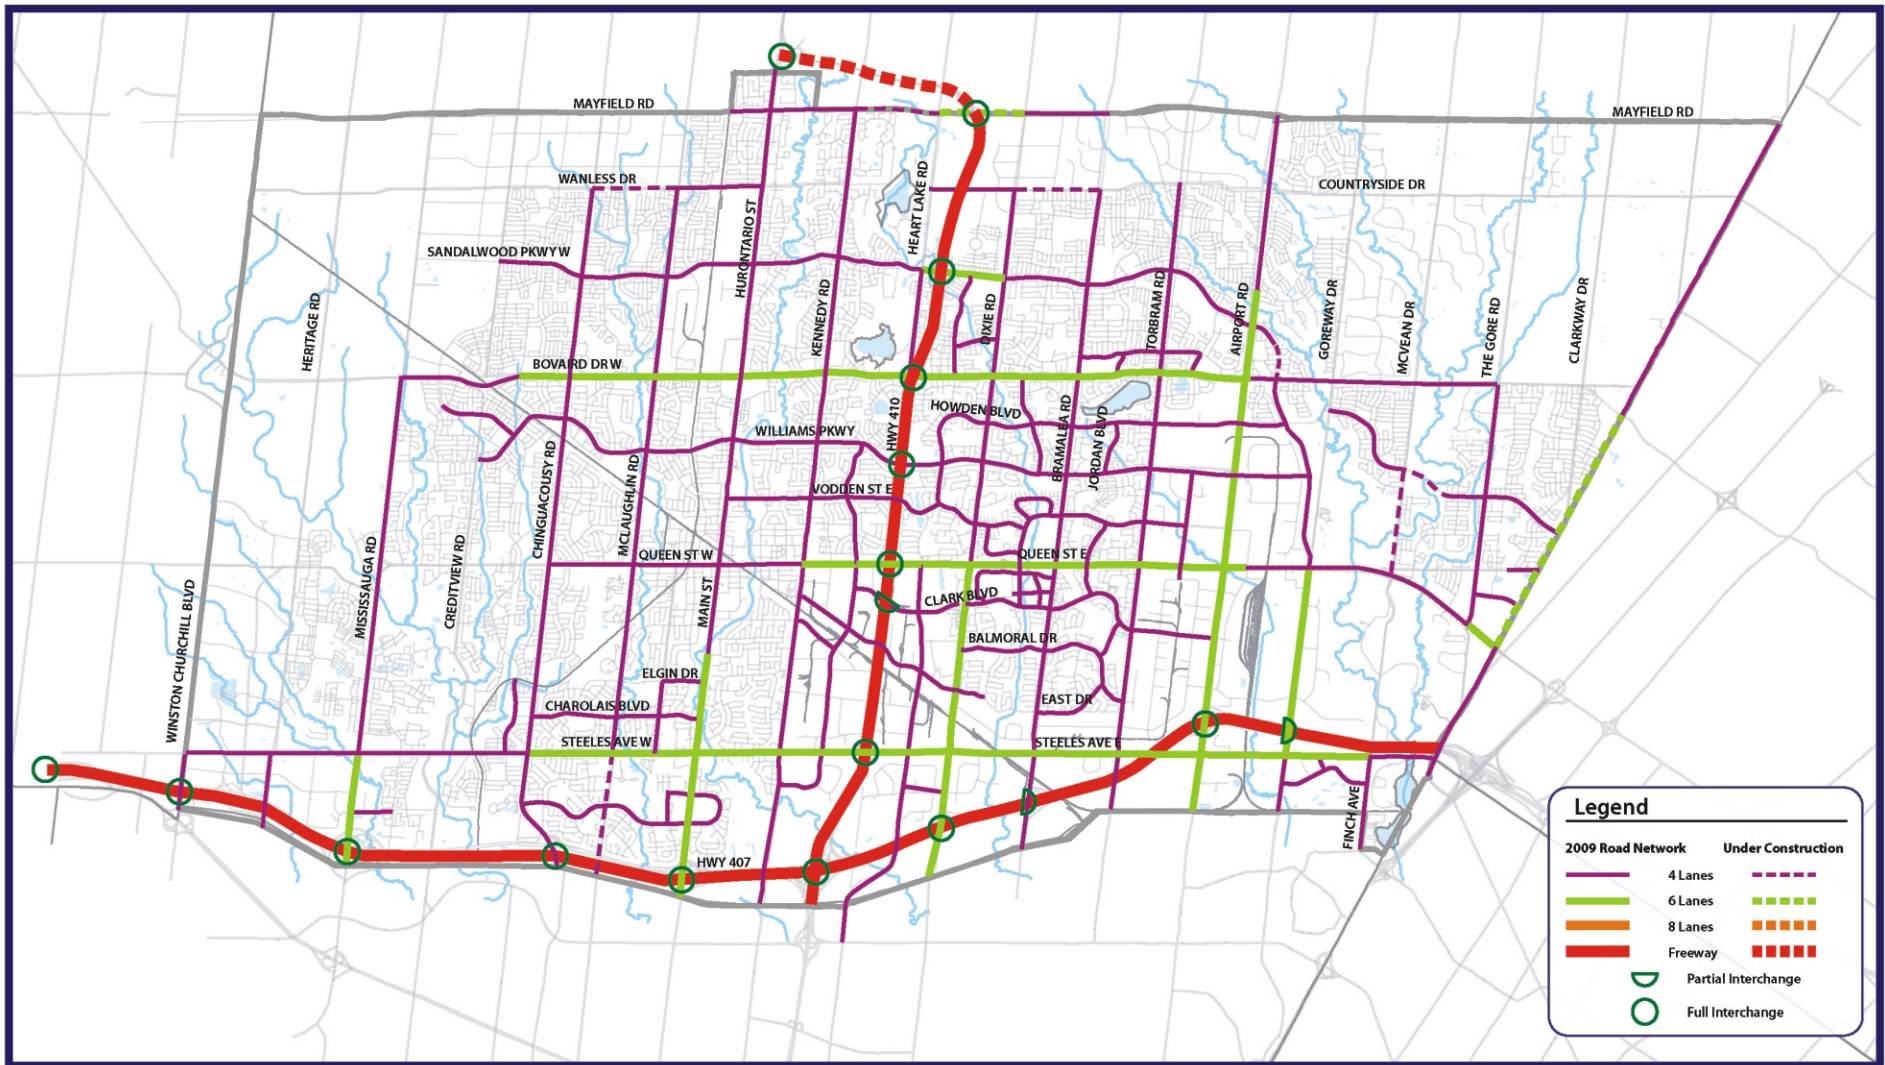 MAYFIELD RD
MAYFIELD RD
WANLESS DR
COUNTRYSIDE DR
HEART LAKE RD
HURONTARIO ST
SANDALWOOD PKWY W
HERITAGE RD
KENNEDY RD
DIXIE RD
TORBRAM RD
AIRPORT RD
GOREWAY DR
MCVEAN DR
THE GORE RD
CLARKWAY DR
BOVAIRD DR W
HOWDEN BLVD
HWY 410
WILLIAMS PKWY
BRAMALEA RD
JORDAN BLVD
CHINGUACOUSY RD
MCLAUGHLIN RD
VODDEN ST E
MISSISSAUGA RD
CREDITVIEW RD
QUEEN ST W
QUEEN ST E
WINSTON CHURCHILL BLVD
MAIN ST
CLARK BLVD
BALMORAL DR
ELGIN DR
EAST DR
CHAROLAIS BLVD
STEELES AVE W
STEELES AVE E
FINCH AVE
HWY 407
Legend
2009 Road Network Under Construction
4 Lanes
6 Lanes
8 Lanes
Freeway
Partial Interchange
Full Interchange